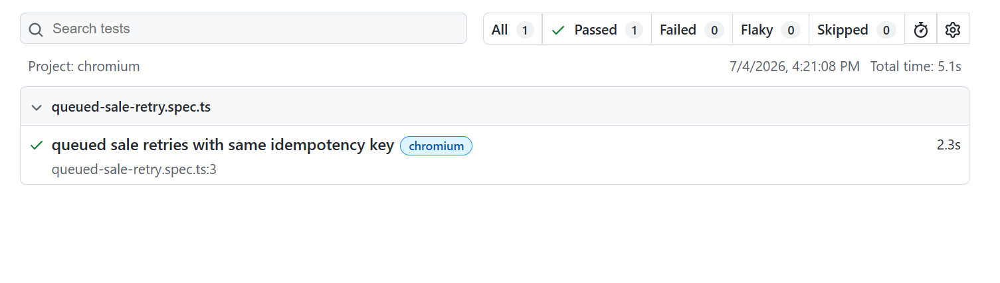 Search tests
All 1 Passed 1 Failed 0 Flaky 0 Skipped 0
Project: chromium
7/4/2026, 4:21:08 PM Total time: 5.1s
queued-sale-retry.spec.ts
queued sale retries with same idempotency key chromium
2.3s
queued-sale-retry.spec.ts:3